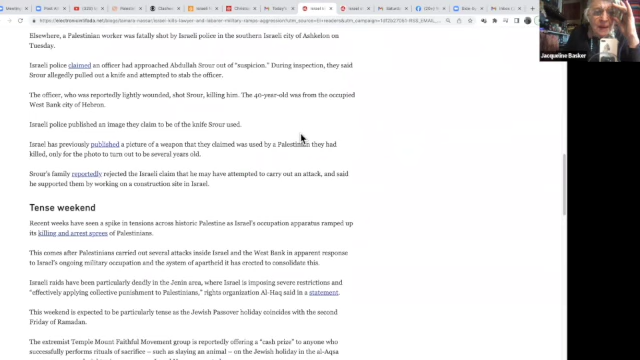 Elsewhere, a Palestinian worker was fatally shot by Israeli police in the southern Israeli city of Ashkelon on
Tuesday.
Israeli police claimed an officer had approached Abdullah Srour out of "suspicion." During inspection, they said
Srour allegedly pulled out a knife and attempted to stab the officer.
The officer, who was reportedly lightly wounded, shot Srour, killing him. The 40-year-old was from the occupied
West Bank city of Hebron.
Israeli police published an image they claim to be of the knife Srour used.
Israel has previously published a picture of a weapon that they claimed was used by a Palestinian they had
killed, only for the photo to turn out to be several years old.
Srour's family reportedly rejected the Israeli claim that he may have attempted to carry out an attack, and said
he supported them by working on a construction site in Israel.
Tense weekend
Recent weeks have seen a spike in tensions across historic Palestine as Israel's occupation apparatus ramped up
its killing and arrest sprees of Palestinians.
This comes after Palestinians carried out several attacks inside Israel and the West Bank in apparent response
to Israel's ongoing military occupation and the system of apartheid it has erected to consolidate this.
Israeli raids have been particularly deadly in the Jenin area, where Israel is imposing severe restrictions and
"effectively applying collective punishment to Palestinians," rights organization Al-Haq said in a statement.
This weekend is expected to be particularly tense as the Jewish Passover holiday coincides with the second
Friday of Ramadan.
The extremist Temple Mount Faithful Movement group is reportedly offering a "cash prize" to anyone who
successfully performs rituals of sacrifice – such as slaying an animal – on the Jewish holiday in the al-Aqsa
Jacqueline Basker